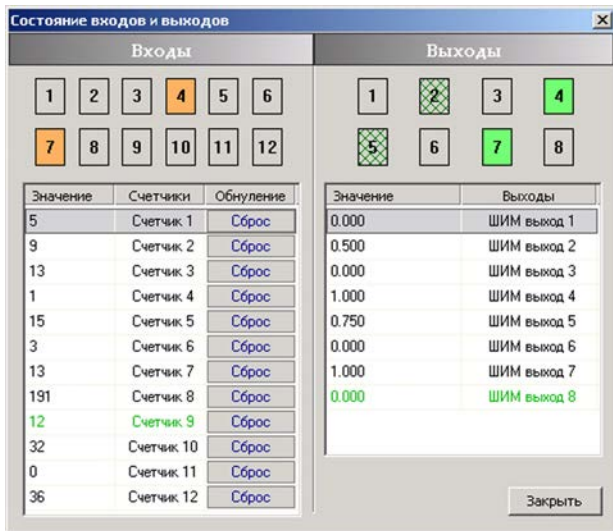 Состояние входов и выходов
Входы
1 2 3 4 5 6
7 8 9 10 11 12
Значение Счетчики Обнуление
5 Счетчик 1 Сброс
9 Счетчик 2 Сброс
13 Счетчик 3 Сброс
1 Счетчик 4 Сброс
15 Счетчик 5 Сброс
3 Счетчик 6 Сброс
13 Счетчик 7 Сброс
191 Счетчик 8 Сброс
12 Счетчик 9 Сброс
32 Счетчик 10 Сброс
0 Счетчик 11 Сброс
36 Счетчик 12 Сброс
Выходы
1 2 3 4
5 6 7 8
Значение Выходы
0.000 ШИМ выход 1
0.500 ШИМ выход 2
0.000 ШИМ выход 3
1.000 ШИМ выход 4
0.750 ШИМ выход 5
0.000 ШИМ выход 6
1.000 ШИМ выход 7
0.000 ШИМ выход 8
Закрыть